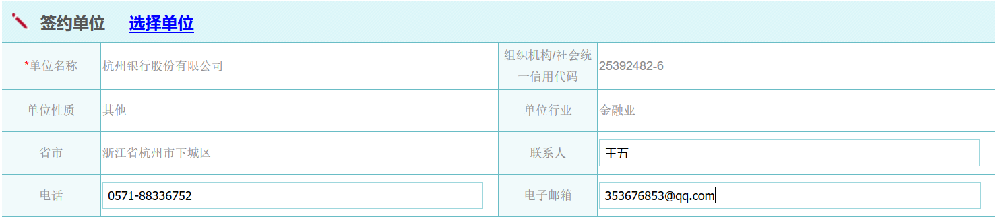 签约单位 选择单位
*单位名称 杭州银行股份有限公司 组织机构/社会统
一信用代码 25392482-6
单位性质 其他 单位行业 金融业
省市 浙江省杭州市下城区 联系人 王五
电话 0571-88336752 电子邮箱 353676853@qq.com